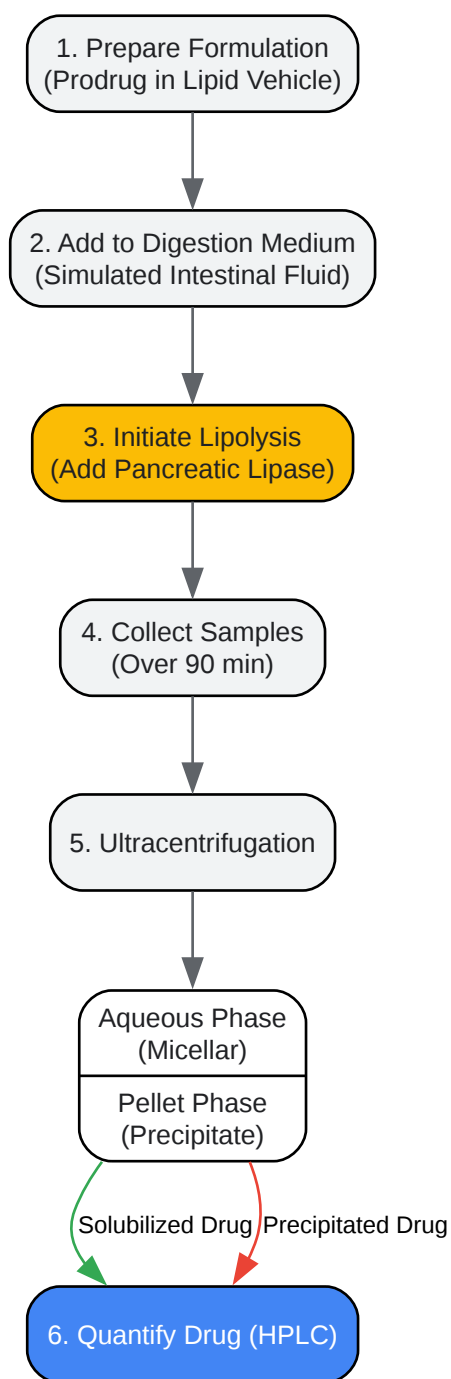 1. Prepare Formulation
(Prodrug in Lipid Vehicle)
2. Add to Digestion Medium
(Simulated Intestinal Fluid)
3. Initiate Lipolysis
(Add Pancreatic Lipase)
4. Collect Samples
(Over 90 min)
5. Ultracentrifugation
Aqueous Phase
(Micellar)
Pellet Phase
(Precipitate)
Solubilized Drug
Precipitated Drug
6. Quantify Drug (HPLC)